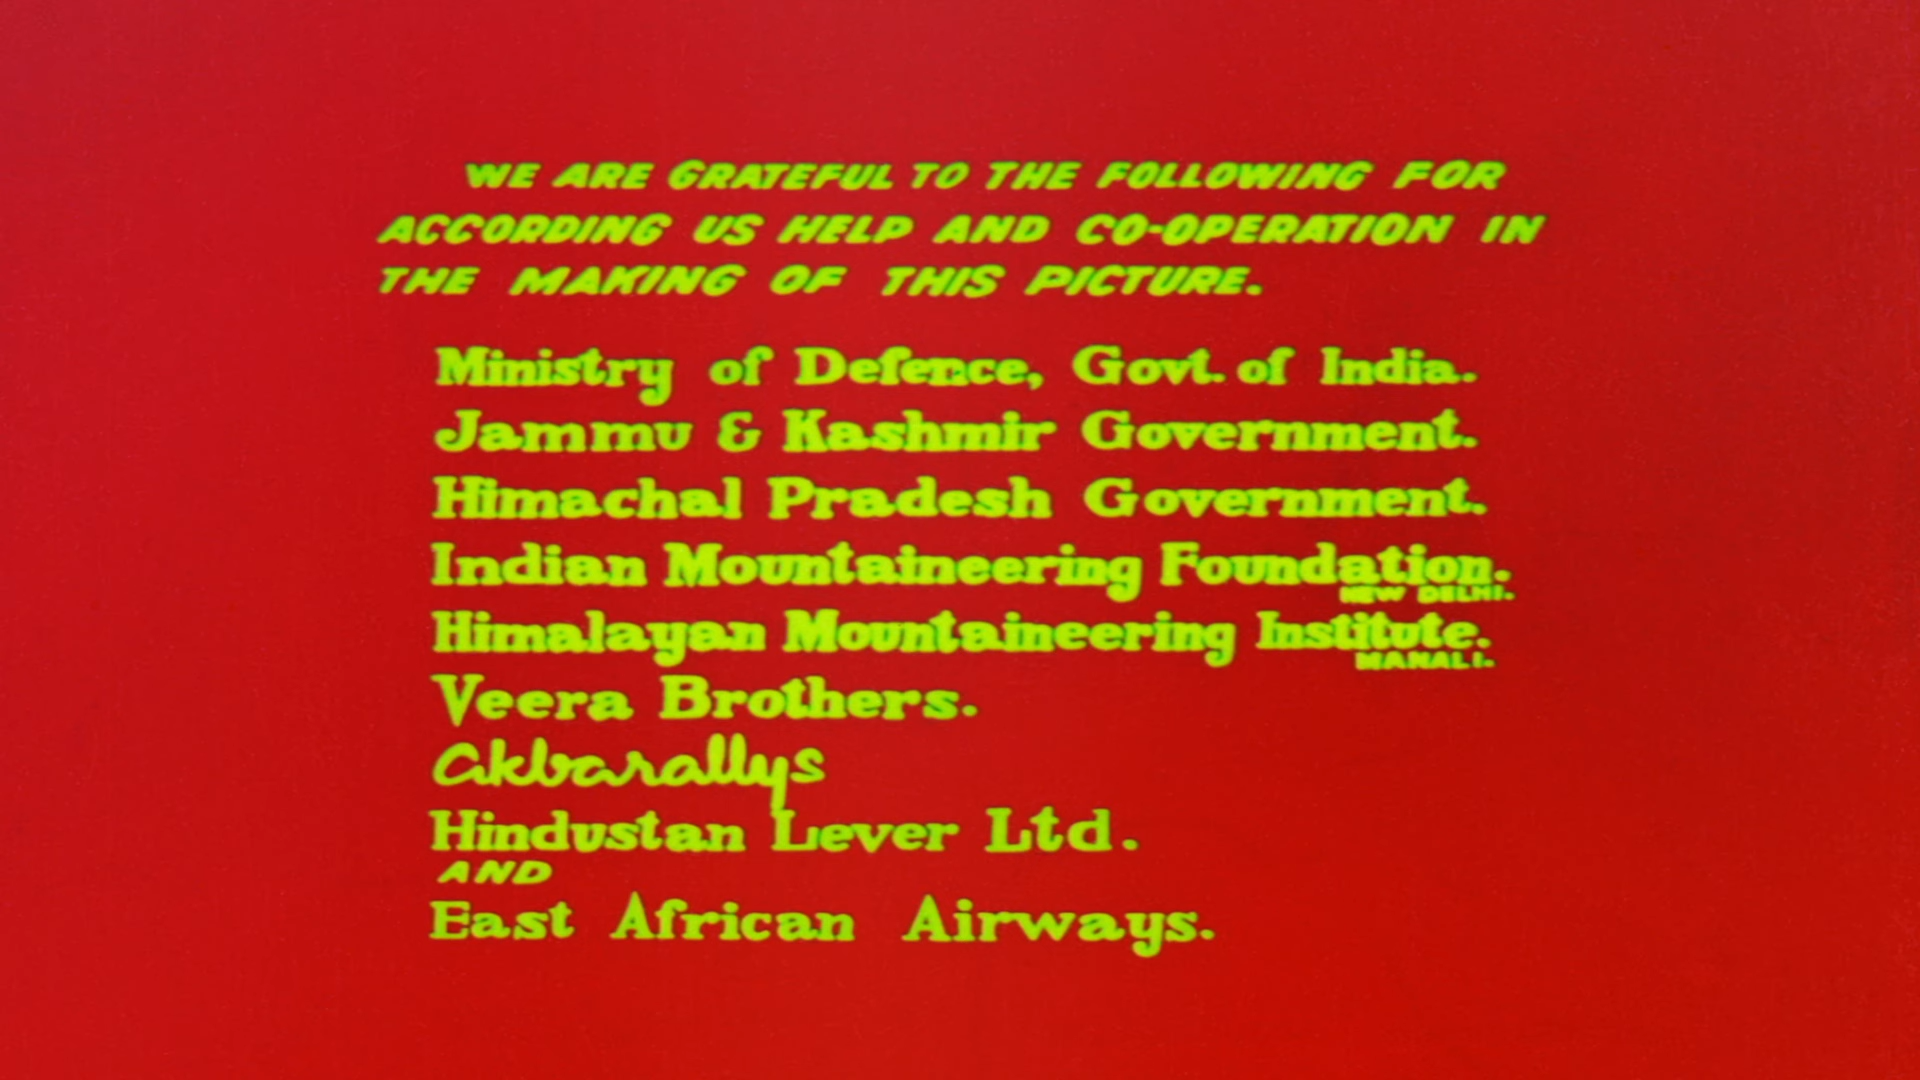 WE ARE GRATEFUL TO THE FOLLOWING FOR
ACCORDING US HELP AND CO-OPERATION IN
THE MAKING OF THIS PICTURE.
Ministry of Defence, Govt. of India.
Jammu & Kashmir Government.
Himachal Pradesh Government.
Indian Mountaineering Foundation.
NEW DELHI.
Himalayan Mountaineering Institute.
MANALI.
Veera Brothers.
Akbarallys
Hindustan Lever Ltd.
AND
East African Airways.